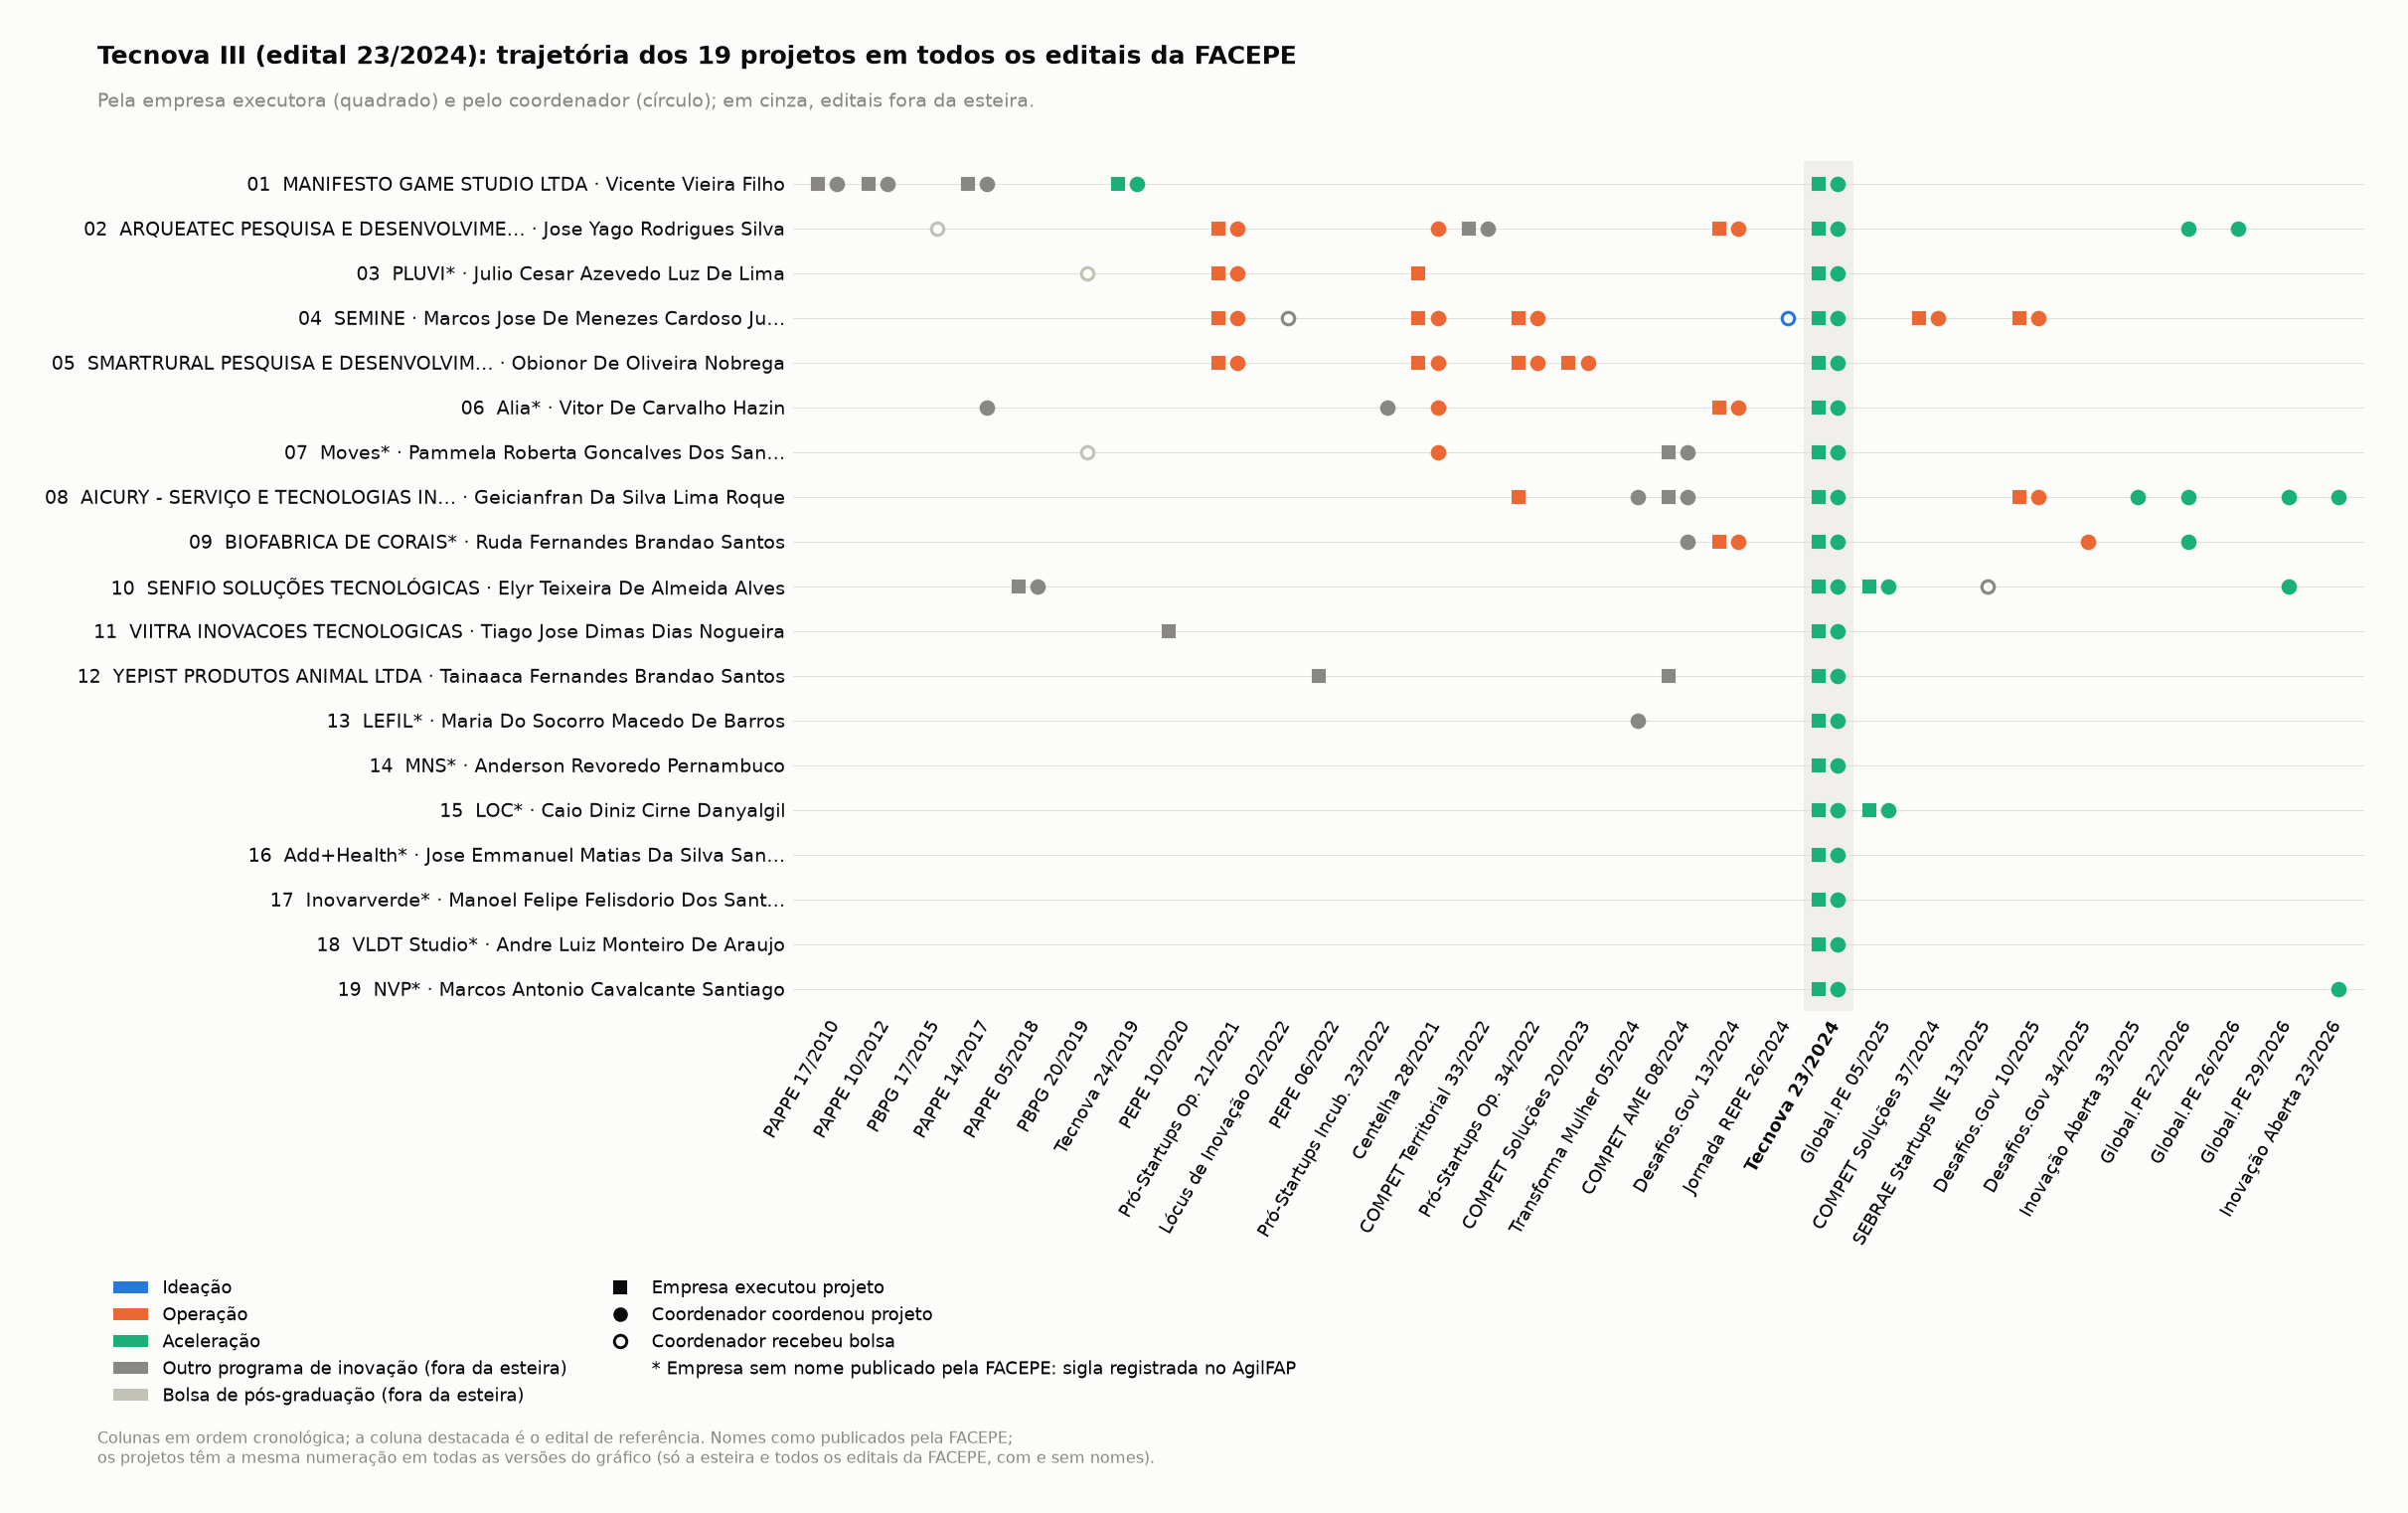 Tecnova III (edital 23/2024): trajetória dos 19 projetos em todos os editais da FACEPE
Pela empresa executora (quadrado) e pelo coordenador (círculo); em cinza, editais fora da esteira.
01 MANIFESTO GAME STUDIO LTDA · Vicente Vieira Filho
02 ARQUEATEC PESQUISA E DESENVOLVIME… · Jose Yago Rodrigues Silva
03 PLUVI* · Julio Cesar Azevedo Luz De Lima
04 SEMINE · Marcos Jose De Menezes Cardoso Ju…
05 SMARTRURAL PESQUISA E DESENVOLVIM… · Obionor De Oliveira Nobrega
06 Alia* · Vitor De Carvalho Hazin
07 Moves* · Pammela Roberta Goncalves Dos San…
08 AICURY - SERVIÇO E TECNOLOGIAS IN… · Geicianfran Da Silva Lima Roque
09 BIOFABRICA DE CORAIS* · Ruda Fernandes Brandao Santos
10 SENFIO SOLUÇÕES TECNOLÓGICAS · Elyr Teixeira De Almeida Alves
11 VIITRA INOVACOES TECNOLOGICAS · Tiago Jose Dimas Dias Nogueira
12 YEPIST PRODUTOS ANIMAL LTDA · Tainaaca Fernandes Brandao Santos
13 LEFIL* · Maria Do Socorro Macedo De Barros
14 MNS* · Anderson Revoredo Pernambuco
15 LOC* · Caio Diniz Cirne Danyalgil
16 Add+Health* · Jose Emmanuel Matias Da Silva San…
17 Inovarverde* · Manoel Felipe Felisdorio Dos Sant…
18 VLDT Studio* · Andre Luiz Monteiro De Araujo
19 NVP* · Marcos Antonio Cavalcante Santiago
PAPPE 17/2010
PAPPE 10/2012
PBPG 17/2015
PAPPE 14/2017
PAPPE 05/2018
PBPG 20/2019
Tecnova 24/2019
PEPE 10/2020
Pró-Startups Op. 21/2021
Lócus de Inovação 02/2022
PEPE 06/2022
Pró-Startups Incub. 23/2022
Centelha 28/2021
COMPET Territorial 33/2022
Pró-Startups Op. 34/2022
COMPET Soluções 20/2023
Transforma Mulher 05/2024
COMPET AME 08/2024
Desafios.Gov 13/2024
Jornada REPE 26/2024
Tecnova 23/2024
Global.PE 05/2025
COMPET Soluções 37/2024
SEBRAE Startups NE 13/2025
Desafios.Gov 10/2025
Desafios.Gov 34/2025
Inovação Aberta 33/2025
Global.PE 22/2026
Global.PE 26/2026
Global.PE 29/2026
Inovação Aberta 23/2026
Ideação
Operação
Aceleração
Outro programa de inovação (fora da esteira)
Bolsa de pós-graduação (fora da esteira)
Empresa executou projeto
Coordenador coordenou projeto
Coordenador recebeu bolsa
* Empresa sem nome publicado pela FACEPE: sigla registrada no AgilFAP
Colunas em ordem cronológica; a coluna destacada é o edital de referência. Nomes como publicados pela FACEPE;
os projetos têm a mesma numeração em todas as versões do gráfico (só a esteira e todos os editais da FACEPE, com e sem nomes).